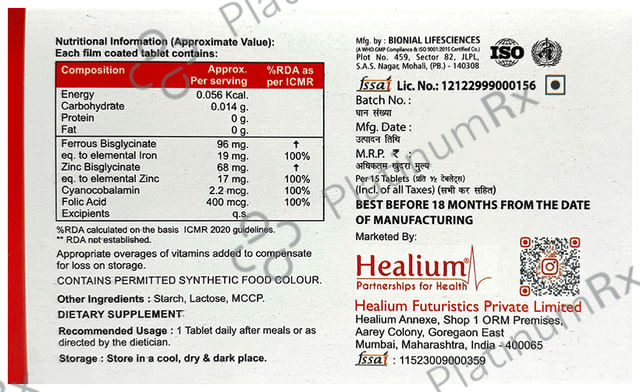 Nutritional Information (Approximate Value):
Each film coated tablet contains:
Composition Approx. Per serving %RDA as per ICMR
Energy 0.056 Kcal.
Carbohydrate 0.014 g.
Protein 0 g.
Fat 0 g.
Ferrous Bisglycinate 96 mg. ↑
eq. to elemental Iron 19 mg. 100%
Zinc Bisglycinate 68 mg. ↑
eq. to elemental Zinc 17 mg. 100%
Cyanocobalamin 2.2 mcg. 100%
Folic Acid 400 mcg. 100%
Excipients q.s.
%RDA calculated on the basis ICMR 2020 guidelines.
** RDA not established.
Appropriate overages of vitamins added to compensate
for loss on storage.
CONTAINS PERMITTED SYNTHETIC FOOD COLOUR.
Other Ingredients : Starch, Lactose, MCCP.
DIETARY SUPPLEMENT
Recommended Usage : 1 Tablet daily after meals or as
directed by the dietician.
Storage : Store in a cool, dry & dark place.
Mfg. by : BIONIAL LIFESCIENCES
(A WHO GMP Compliance & ISO 9001:2015 Certified Co.)
Plot No. 459, Sector 82, JLPL,
S.A.S. Nagar, Mohali, (PB.) - 140308
ISO
fssai Lic. No.: 12122999000156
Batch No. :
घान संख्या
Mfg. Date :
उत्पादन तिथि
M.R.P. ₹ :
अधिकतम खुदरा मुल्य
Per 15 Tablets (प्रति १५ टेबलेट्स)
(Incl. of all Taxes) (सभी कर सहित)
BEST BEFORE 18 MONTHS FROM THE DATE
OF MANUFACTURING
Marketed By:
Healium®
Partnerships for Health
Healium Futuristics Private Limited
Healium Annexe, Shop 1 ORM Premises,
Aarey Colony, Goregaon East
Mumbai, Maharashtra, India - 400065
fssai : 11523009000359
PlatinumRx
PlatinumRx
PlatinumRx
PlatinumRx